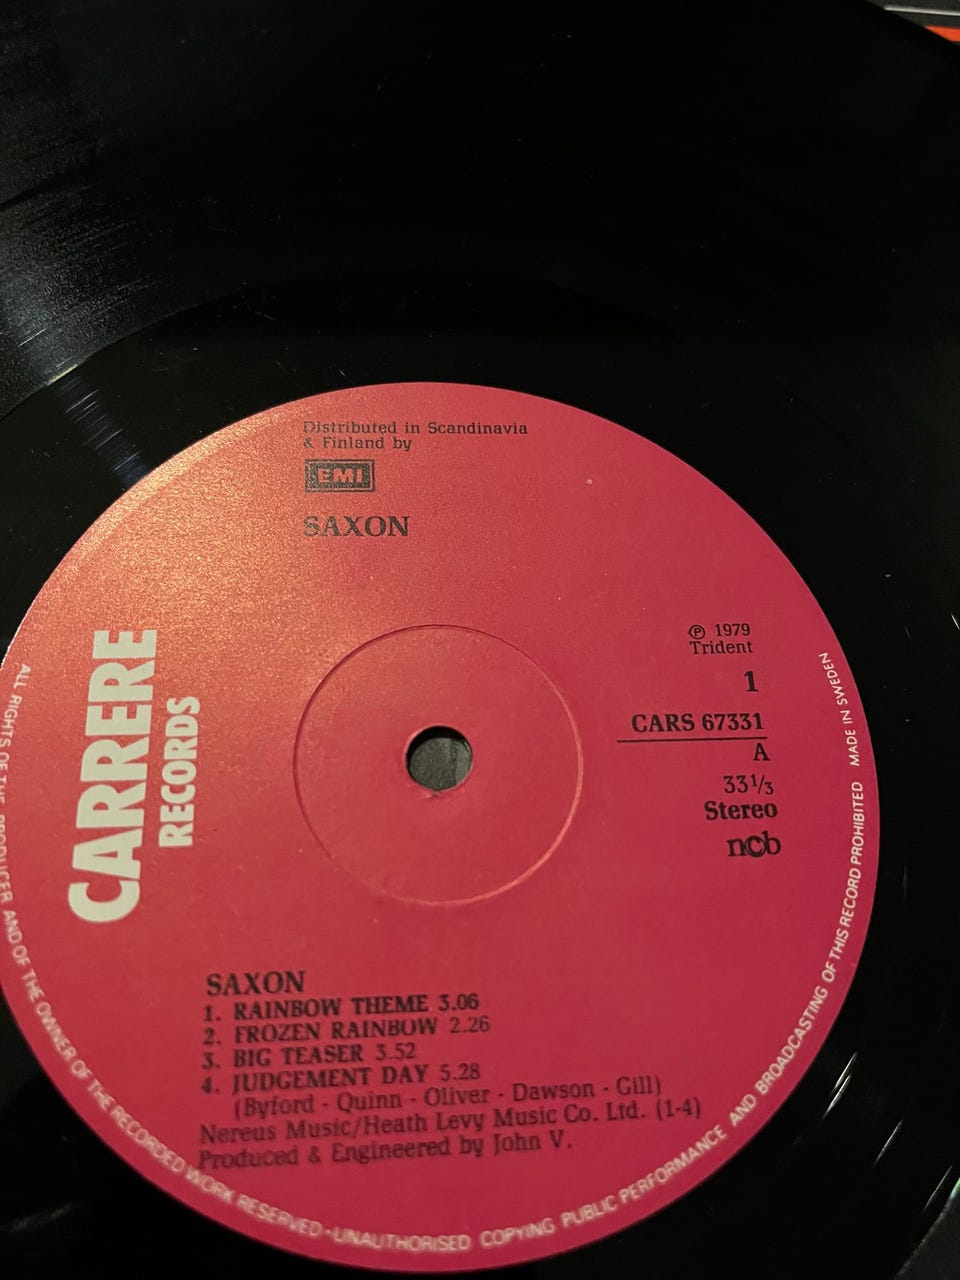 Distributed in Scandinavia
& Finland by
EMI
SAXON
℗ 1979
Trident
1
CARS 67331
A
33 1/3
Stereo
ncb
CARRERE
RECORDS
SAXON
1. RAINBOW THEME 3.06
2. FROZEN RAINBOW 2.26
3. BIG TEASER 3.52
4. JUDGEMENT DAY 5.28
(Byford - Quinn - Oliver - Dawson - Gill)
Nereus Music/Heath Levy Music Co. Ltd. (1-4)
Produced & Engineered by John V.
ALL RIGHTS OF THE PRODUCER AND OF THE OWNER OF THE RECORDED WORK RESERVED - UNAUTHORISED COPYING PUBLIC PERFORMANCE AND BROADCASTING OF THIS RECORD PROHIBITED MADE IN SWEDEN